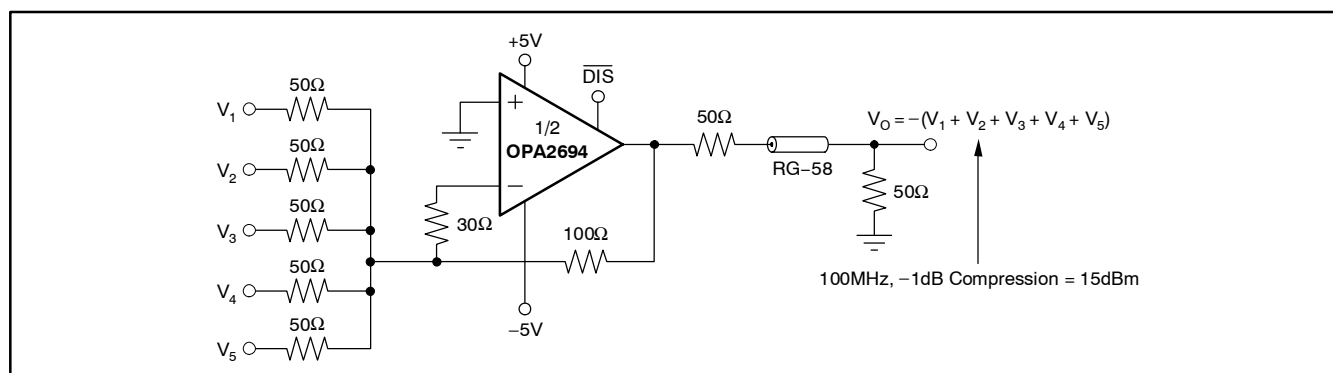 +5V
DIS
50Ω
V1
50Ω
V2
50Ω
V3
50Ω
V4
50Ω
V5
+
1/2
OPA2694
−
30Ω
100Ω
−5V
50Ω
RG−58
50Ω
VO = −(V1 + V2 + V3 + V4 + V5)
100MHz, −1dB Compression = 15dBm